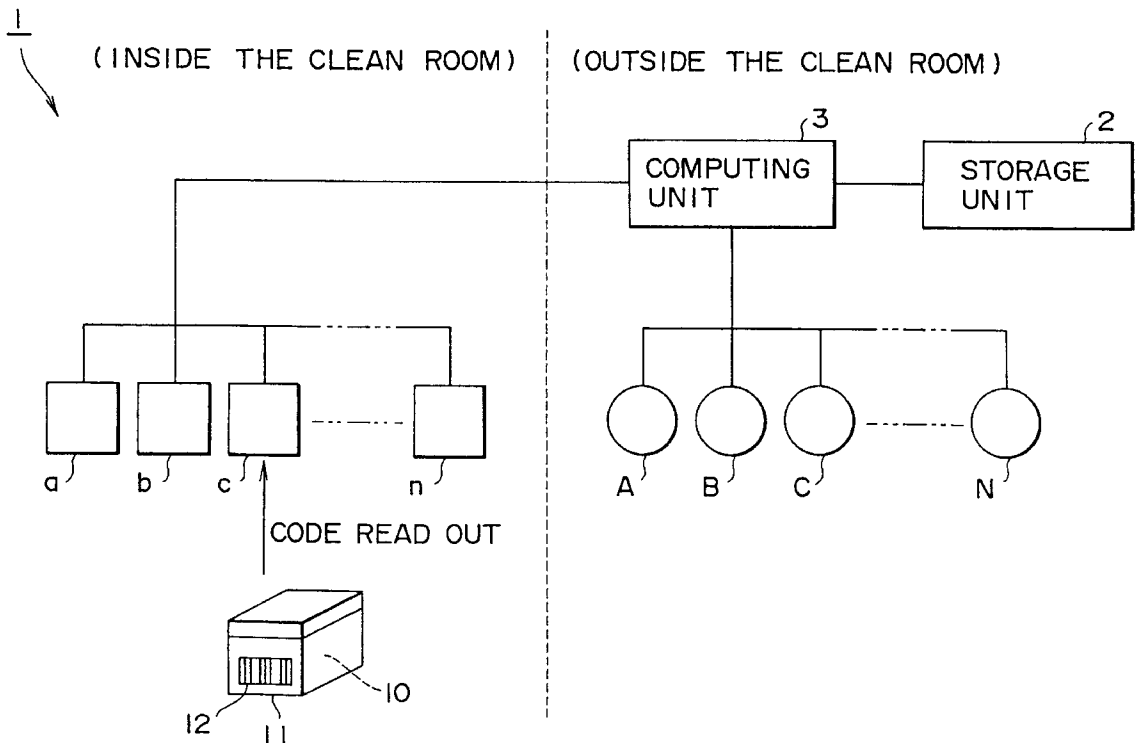 1
(INSIDE THE CLEAN ROOM)
(OUTSIDE THE CLEAN ROOM)
3
2
COMPUTING
UNIT
STORAGE
UNIT
a
b
c
n
A
B
C
N
CODE READ OUT
10
12
11